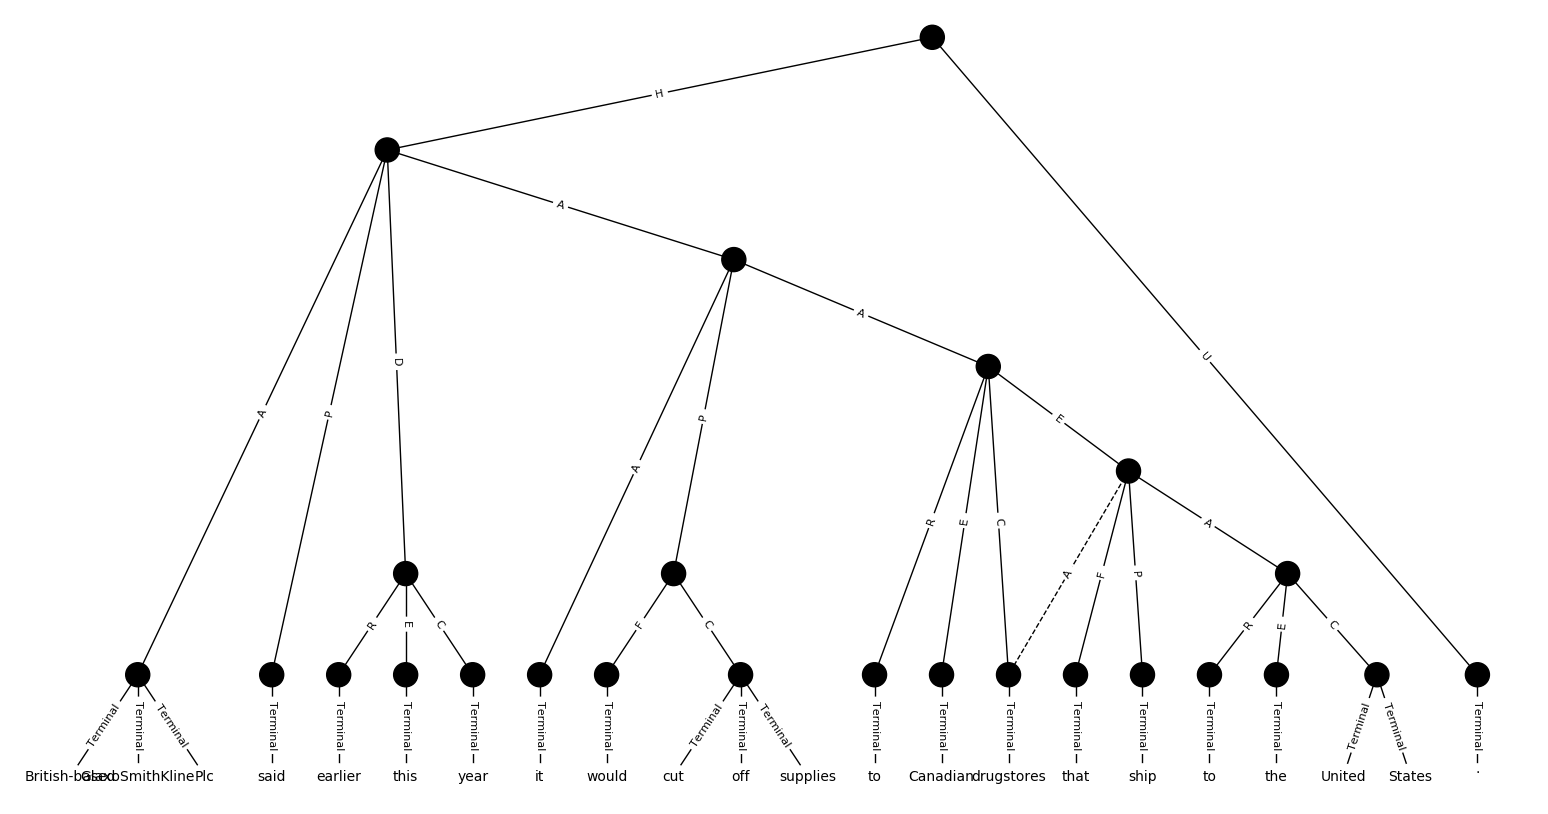 H
A
A
U
A
P
D
A
P
E
A
R
E
C
A
F
P
R
E
C
F
C
R
E
C
Terminal Terminal Terminal Terminal Terminal Terminal Terminal Terminal Terminal Terminal Terminal Terminal Terminal Terminal Terminal Terminal Terminal Terminal Terminal Terminal Terminal Terminal
British-based GlaxoSmithKline Plc said earlier this year it would cut off supplies to Canadian drugstores that ship to the United States .